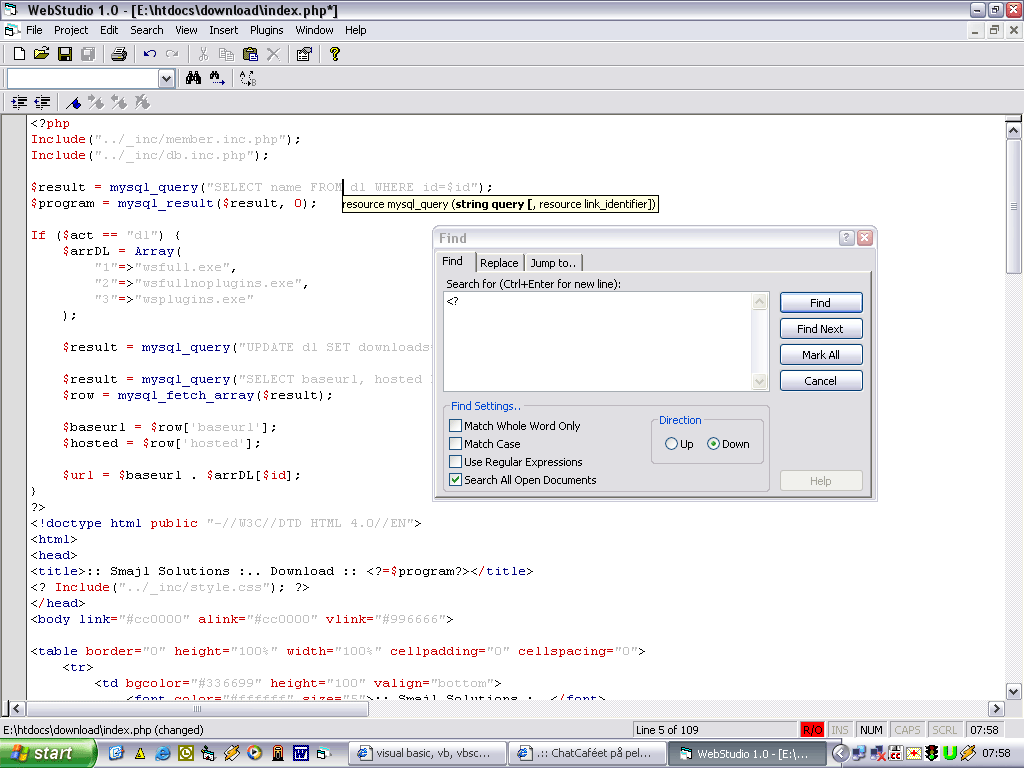 WebStudio 1.0 - [E:\htdocs\download\index.php*]
File Project Edit Search View Insert Plugins Window Help
<?php
Include("../_inc/member.inc.php");
Include("../_inc/db.inc.php");
$result = mysql_query("SELECT name FROM dl WHERE id=$id");
$program = mysql_result($result, 0);
resource mysql_query (string query [, resource link_identifier])
If ($act == "dl") {
$arrDL = Array(
"1"=>"wsfull.exe",
"2"=>"wsfullnoplugins.exe",
"3"=>"wsplugins.exe"
);
$result = mysql_query("UPDATE dl SET downloads
$result = mysql_query("SELECT baseurl, hosted
$row = mysql_fetch_array($result);
$baseurl = $row['baseurl'];
$hosted = $row['hosted'];
$url = $baseurl . $arrDL[$id];
}
?>
<!doctype html public "-//W3C//DTD HTML 4.0//EN">
<html>
<head>
<title>:: Smajl Solutions :.. Download :: <?=$program?></title>
<? Include("../_inc/style.css"); ?>
</head>
<body link="#cc0000" alink="#cc0000" vlink="#996666">
<table border="0" height="100%" width="100%" cellpadding="0" cellspacing="0">
<tr>
<td bgcolor="#336699" height="100" valign="bottom">
<font color="#ffffff" size="5">:: Smajl Solutions :..</font>
Find
Find Replace Jump to..
Search for (Ctrl+Enter for new line):
<?
Find
Find Next
Mark All
Cancel
Find Settings..
Match Whole Word Only
Match Case
Use Regular Expressions
Search All Open Documents
Direction
Up Down
Help
E:\htdocs\download\index.php (changed)
Line 5 of 109
R/O INS NUM CAPS SCRL 07:58
start
visual basic, vb, vbsc...
.:: ChatCaféet på pel...
WebStudio 1.0 - [E:\...
07:58